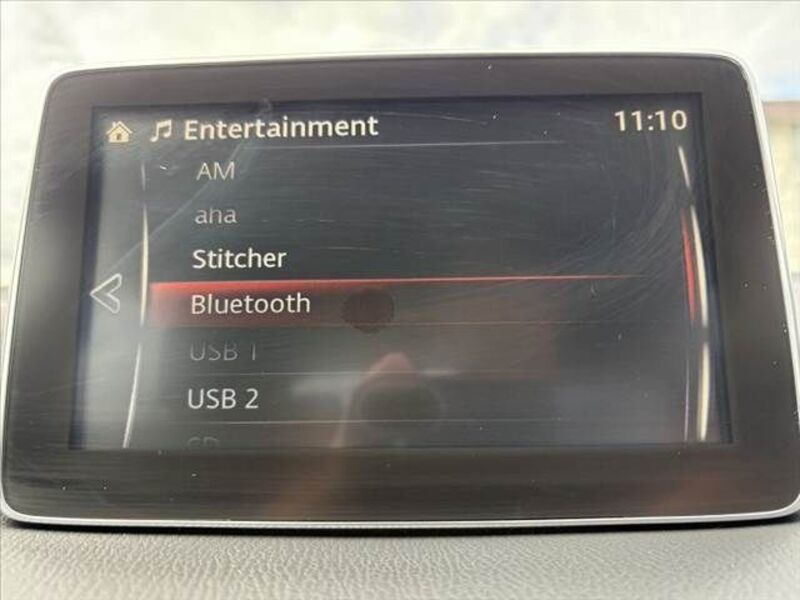 Entertainment 11:10
AM
aha
Stitcher
Bluetooth
USB 1
USB 2